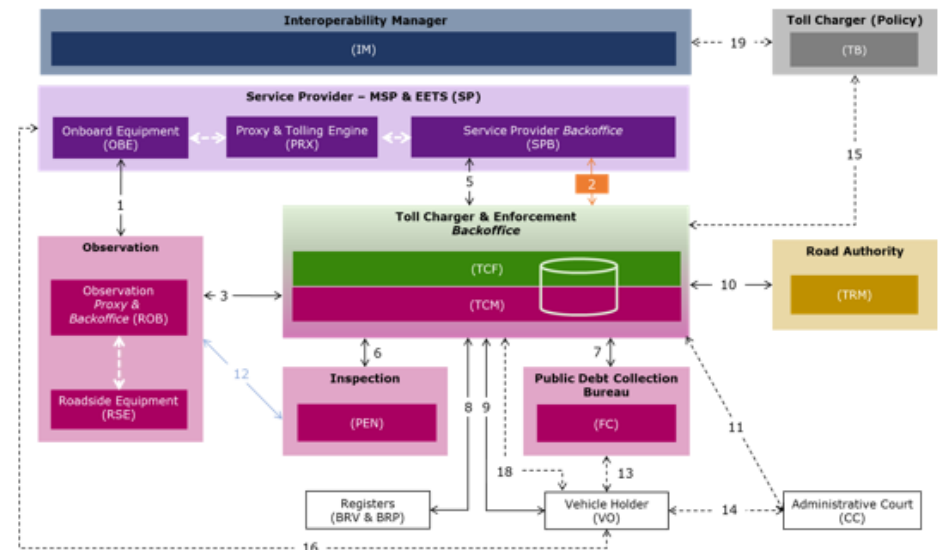 Interoperability Manager
(IM)
19
Toll Charger (Policy)
(TB)
Service Provider – MSP & EETS (SP)
Onboard Equipment
(OBE)
Proxy & Tolling Engine
(PRX)
Service Provider Backoffice
(SPB)
15
5
2
1
Toll Charger & Enforcement
Backoffice
(TCF)
(TCM)
Observation
Observation
Proxy &
Backoffice (ROB)
Roadside Equipment
(RSE)
3
10
Road Authority
(TRM)
12
6
7
Inspection
(PEN)
Public Debt Collection
Bureau
(FC)
8
9
11
18
13
Registers
(BRV & BRP)
Vehicle Holder
(VO)
14
Administrative Court
(CC)
16